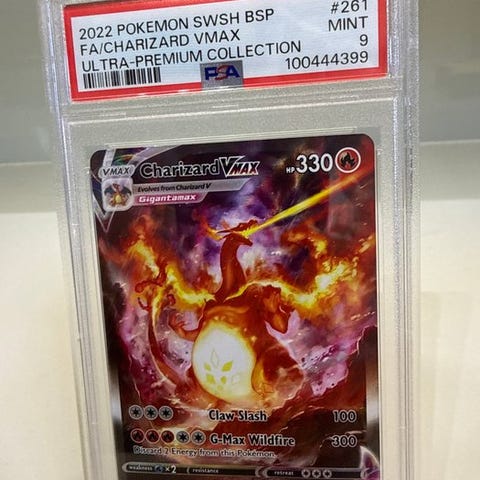 2022 POKEMON SWSH BSP #261
FA/CHARIZARD VMAX MINT
ULTRA-PREMIUM COLLECTION 9
PSA 100444399
VMAX Charizard VMAX HP 330
Evolves from Charizard V
Gigantamax
Claw Slash 100
G-Max Wildfire 300
Discard 2 Energy from this Pokémon.
weakness ×2 resistance retreat